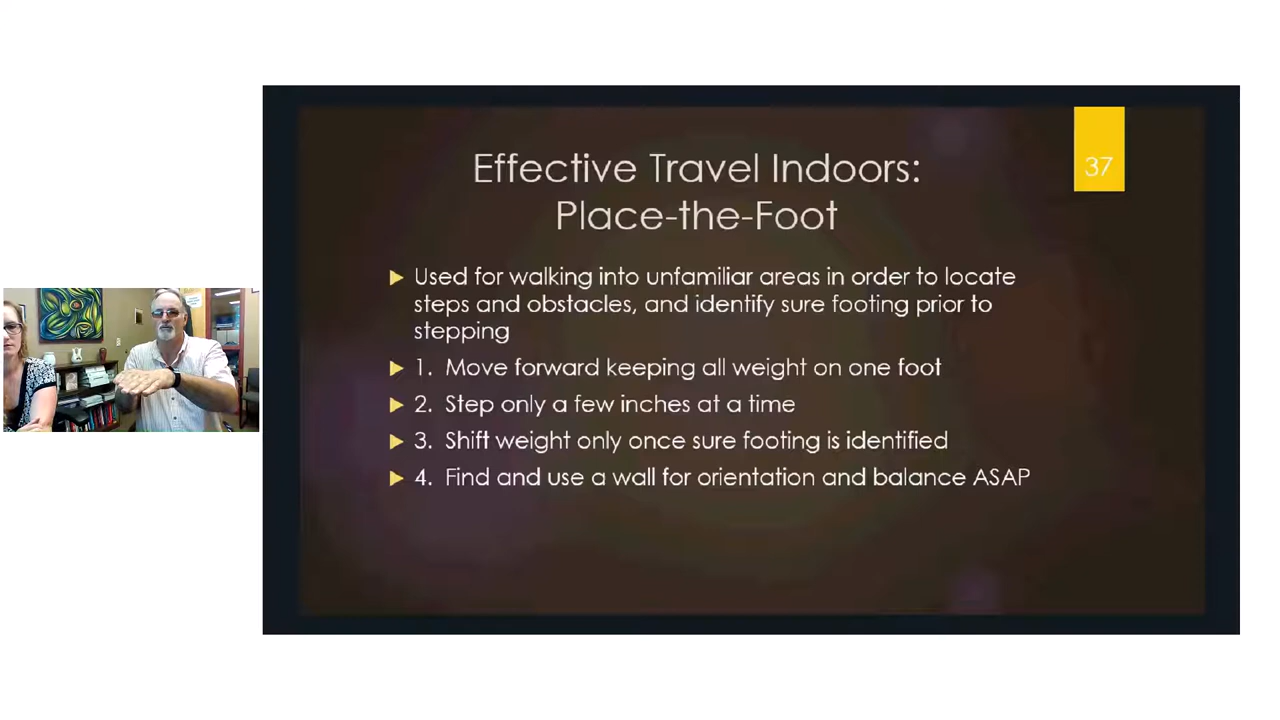 37
Effective Travel Indoors:
Place-the-Foot
Used for walking into unfamiliar areas in order to locate
steps and obstacles, and identify sure footing prior to
stepping
1. Move forward keeping all weight on one foot
2. Step only a few inches at a time
3. Shift weight only once sure footing is identified
4. Find and use a wall for orientation and balance ASAP